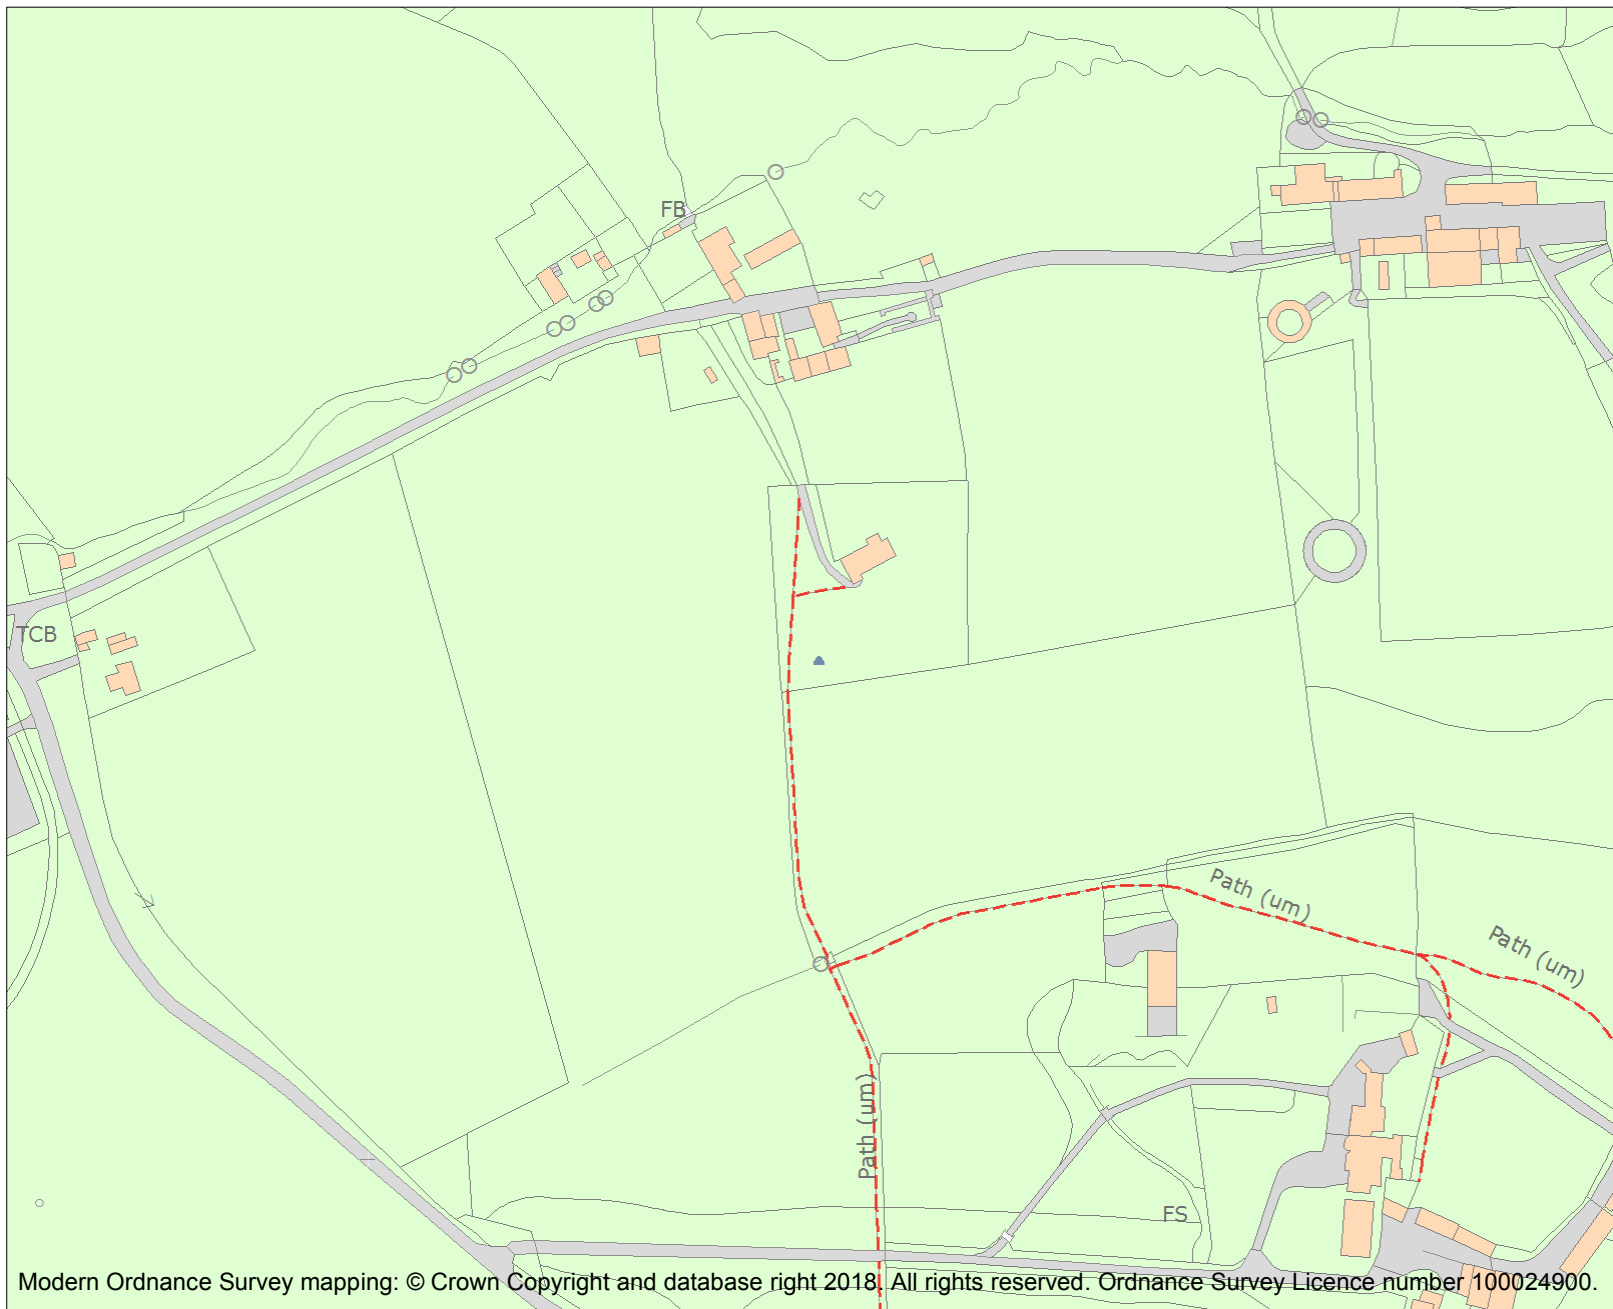 FB
TCB
Path (um)
Path (um)
Path (um)
FS
Modern Ordnance Survey mapping: © Crown Copyright and database right 2018. All rights reserved. Ordnance Survey Licence number 100024900.